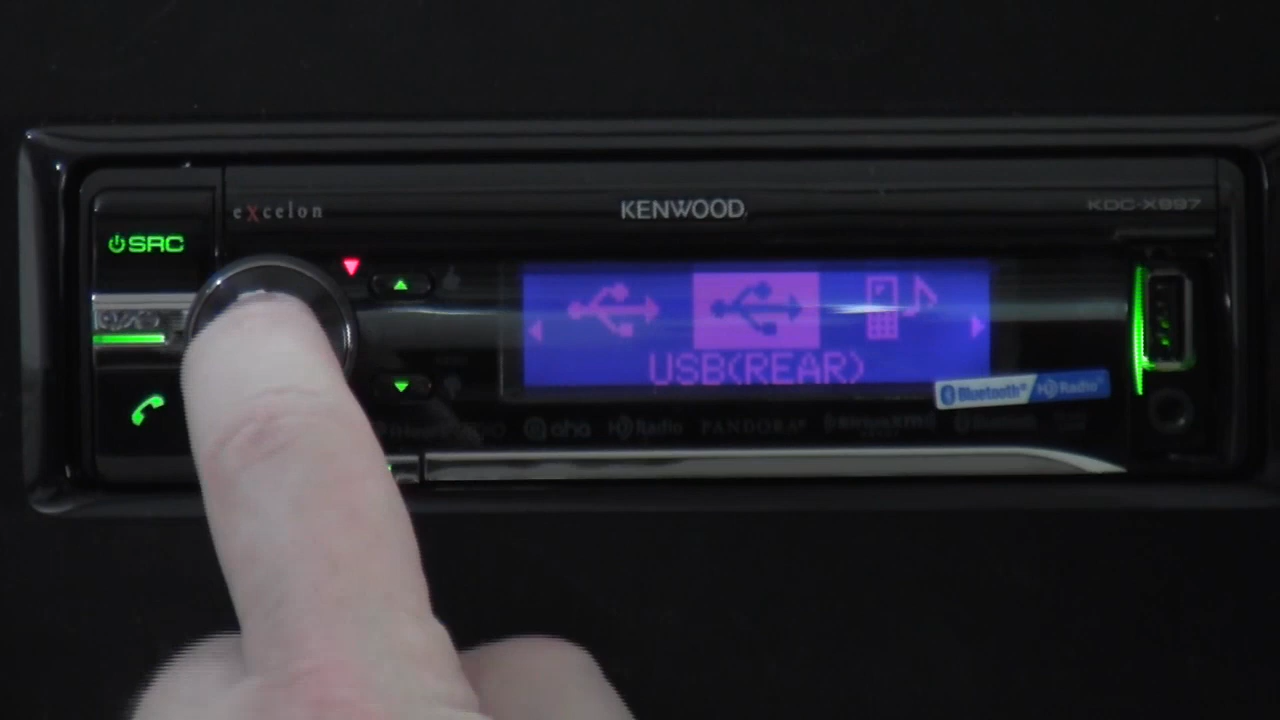 excelon
KENWOOD
KDC-X997
SRC
USB(REAR)
Bluetooth® HD Radio
aha HD Radio PANDORA